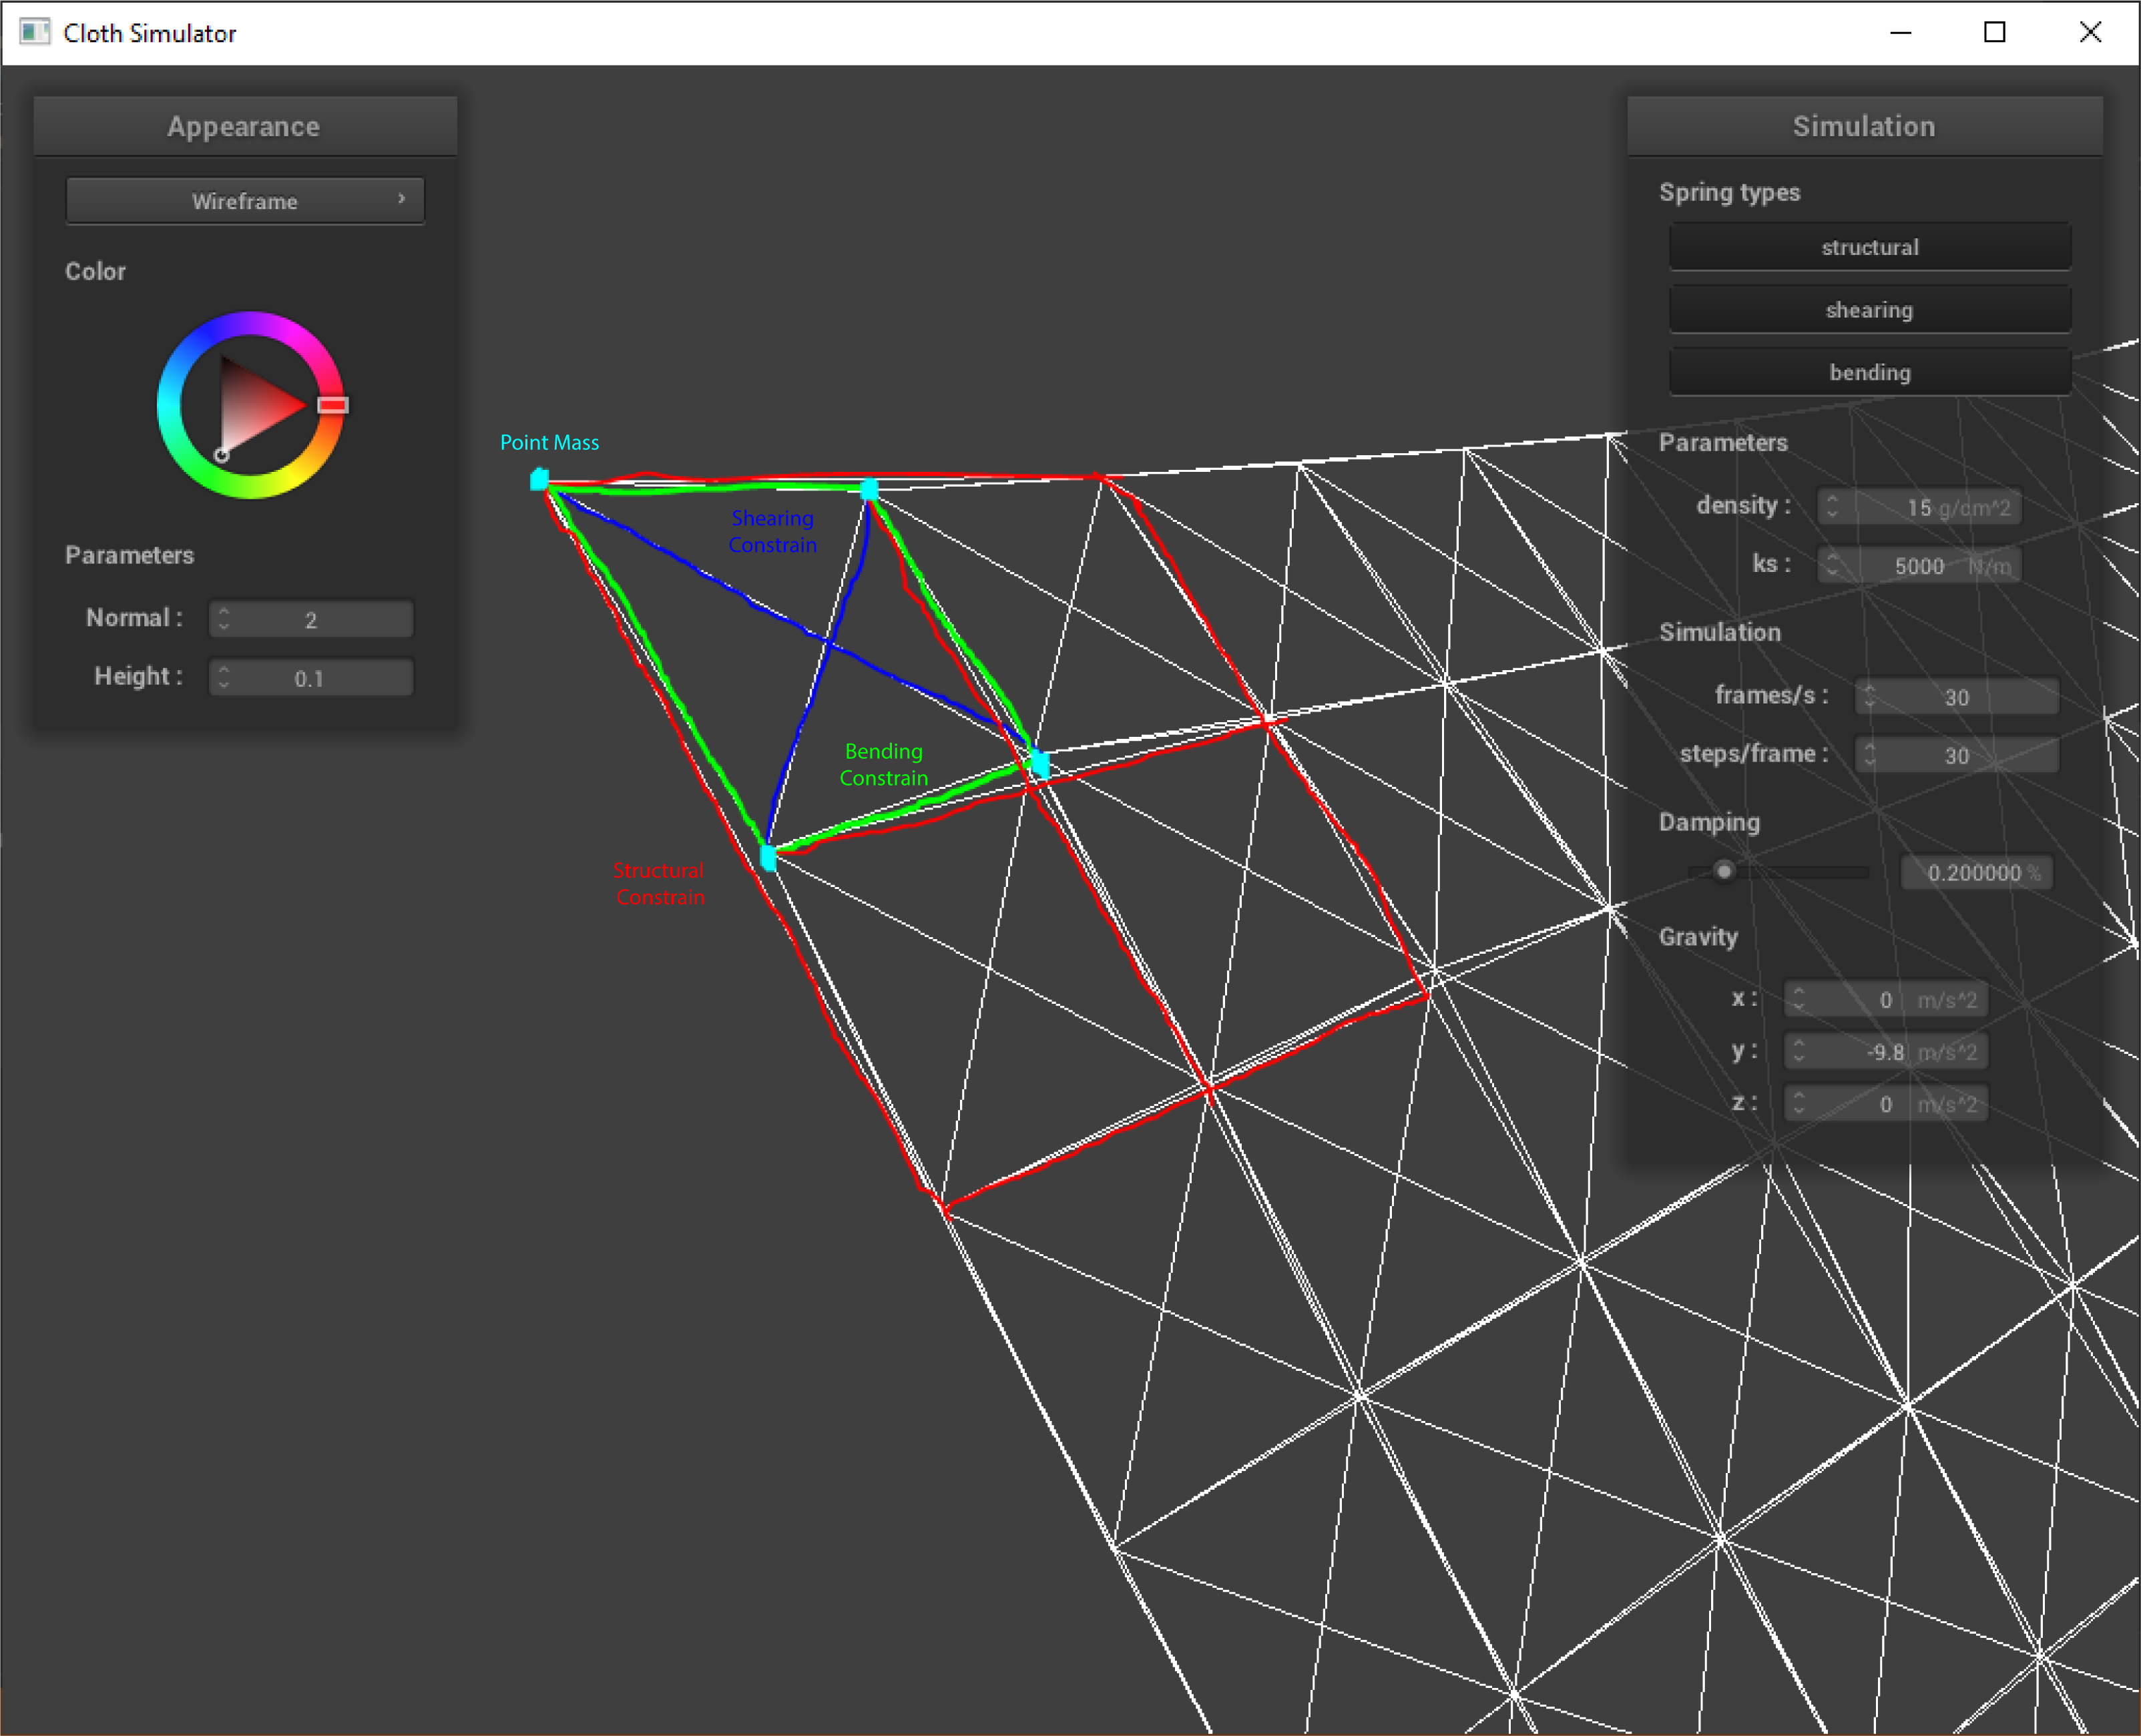 Cloth Simulator
Appearance
Wireframe
Color
Parameters
Normal : 2
Height : 0.1
Point Mass
Shearing
Constrain
Bending
Constrain
Structural
Constrain
Simulation
Spring types
structural
shearing
bending
Parameters
density : 15 g/cm^2
ks : 5000 N/m
Simulation
frames/s : 30
steps/frame : 30
Damping
0.200000 %
Gravity
x : 0 m/s^2
y : -9.8 m/s^2
z : 0 m/s^2